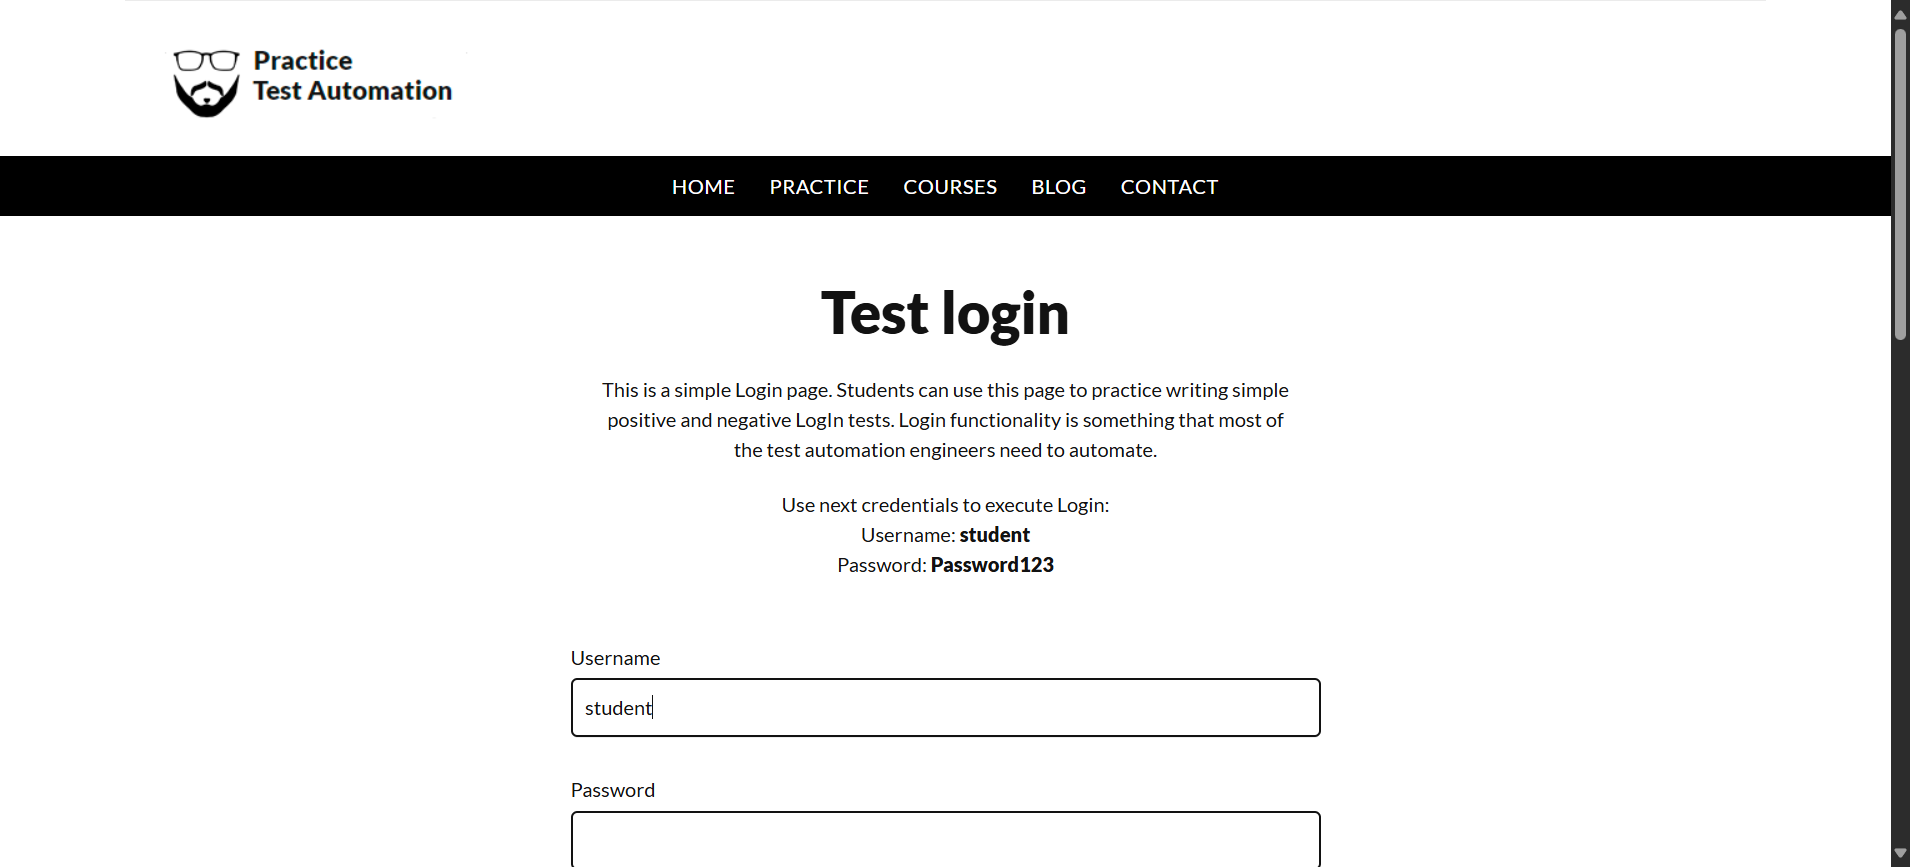 Practice
Test Automation
HOME PRACTICE COURSES BLOG CONTACT
Test login
This is a simple Login page. Students can use this page to practice writing simple
positive and negative LogIn tests. Login functionality is something that most of
the test automation engineers need to automate.
Use next credentials to execute Login:
Username: student
Password: Password123
Username
student
Password